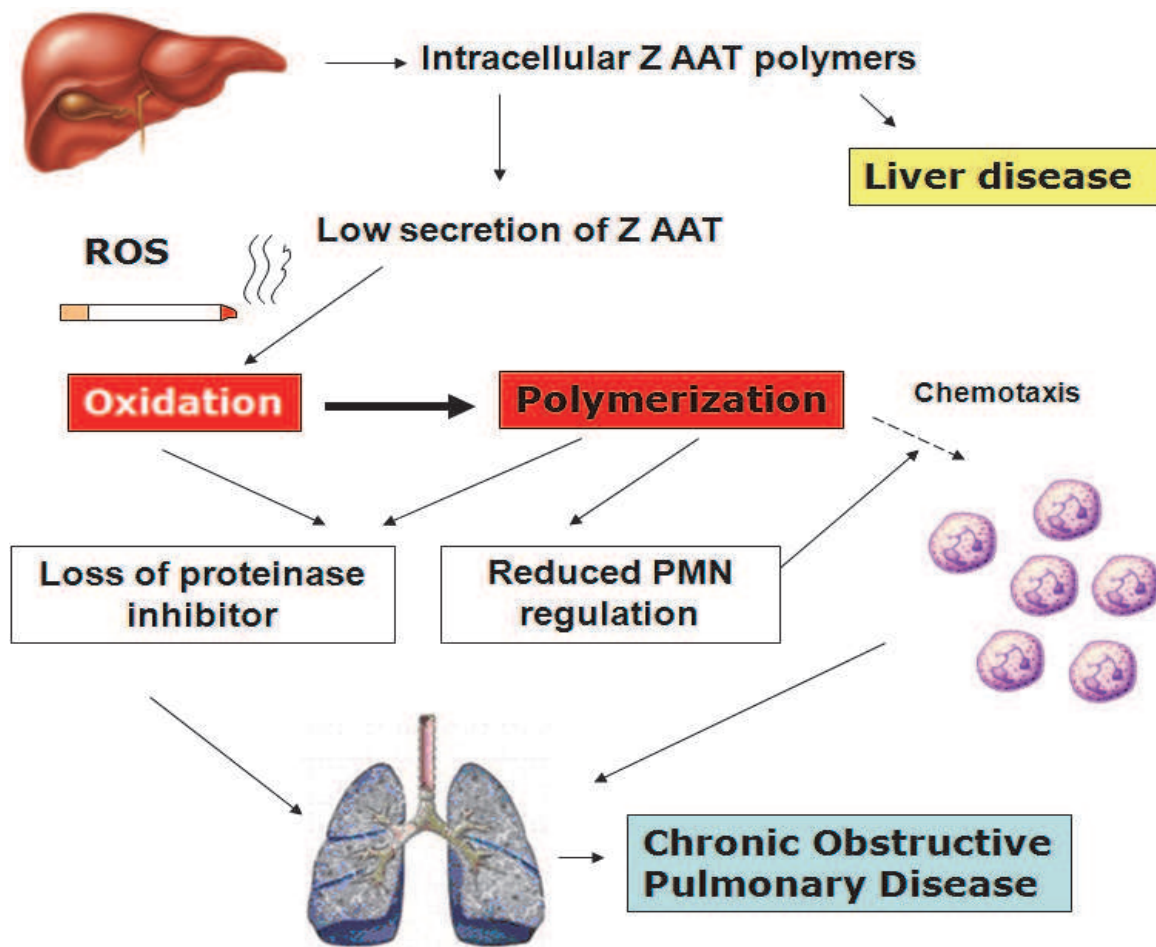 Intracellular Z AAT polymers
Liver disease
Low secretion of Z AAT
ROS
Oxidation
Polymerization
Chemotaxis
Loss of proteinase
inhibitor
Reduced PMN
regulation
Chronic Obstructive
Pulmonary Disease